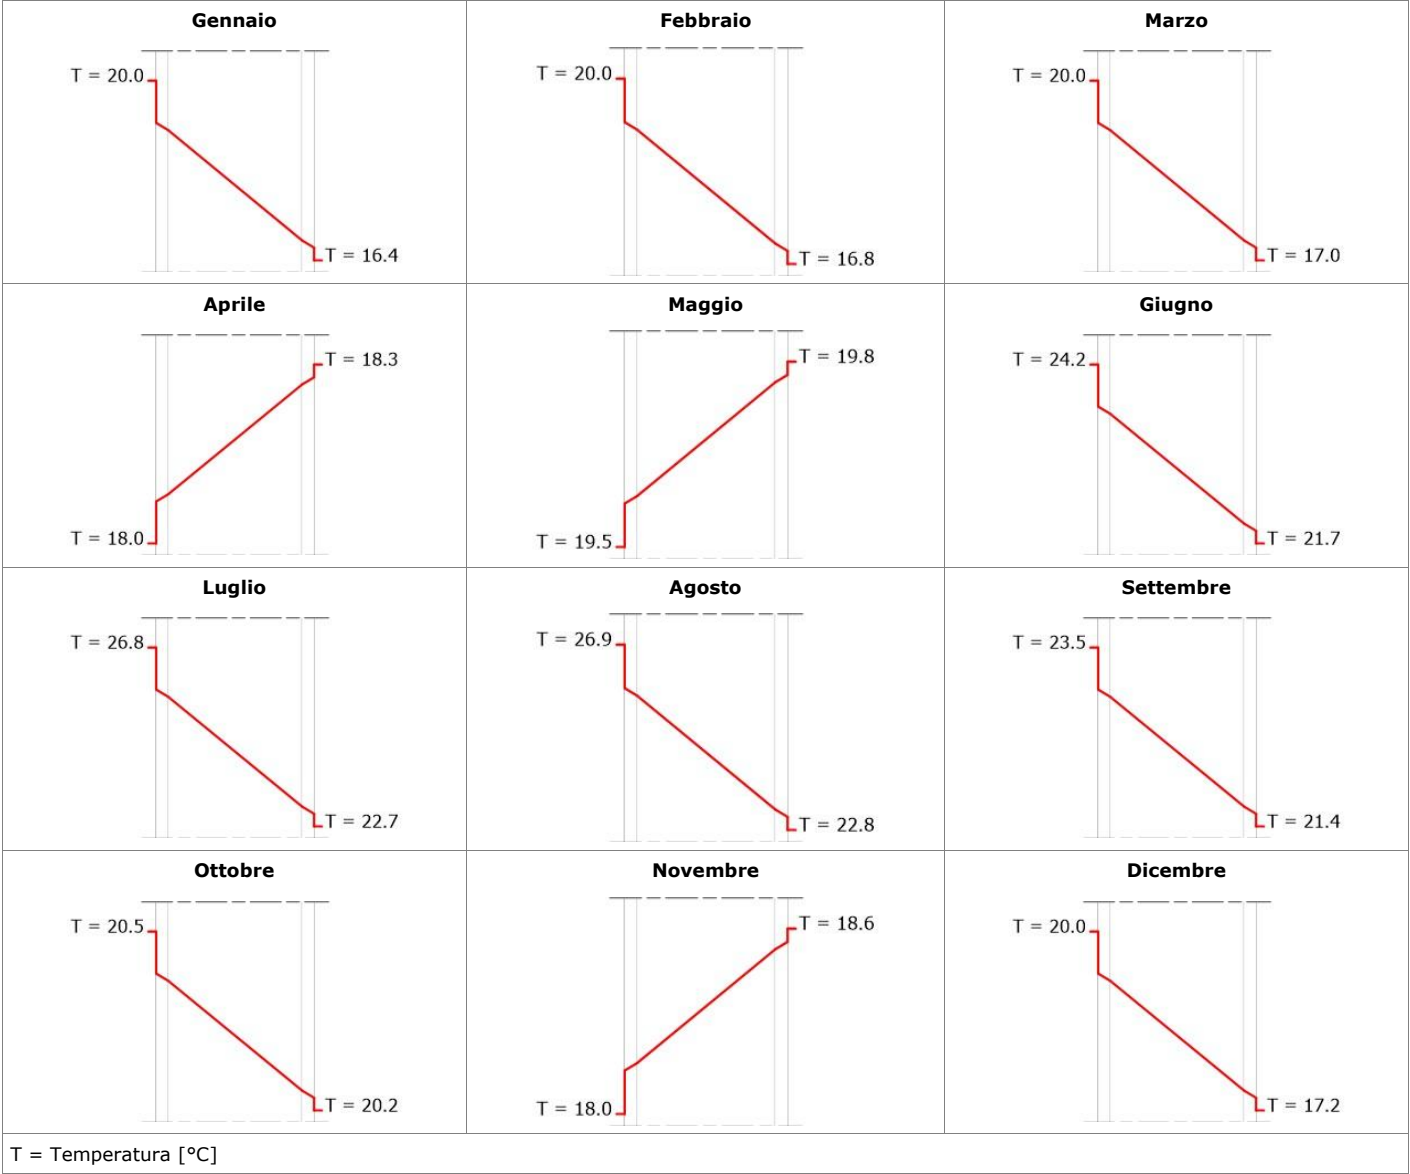 Gennaio
T = 20.0
T = 16.4
Febbraio
T = 20.0
T = 16.8
Marzo
T = 20.0
T = 17.0
Aprile
T = 18.3
T = 18.0
Maggio
T = 19.8
T = 19.5
Giugno
T = 24.2
T = 21.7
Luglio
T = 26.8
T = 22.7
Agosto
T = 26.9
T = 22.8
Settembre
T = 23.5
T = 21.4
Ottobre
T = 20.5
T = 20.2
Novembre
T = 18.6
T = 18.0
Dicembre
T = 20.0
T = 17.2
T = Temperatura [°C]